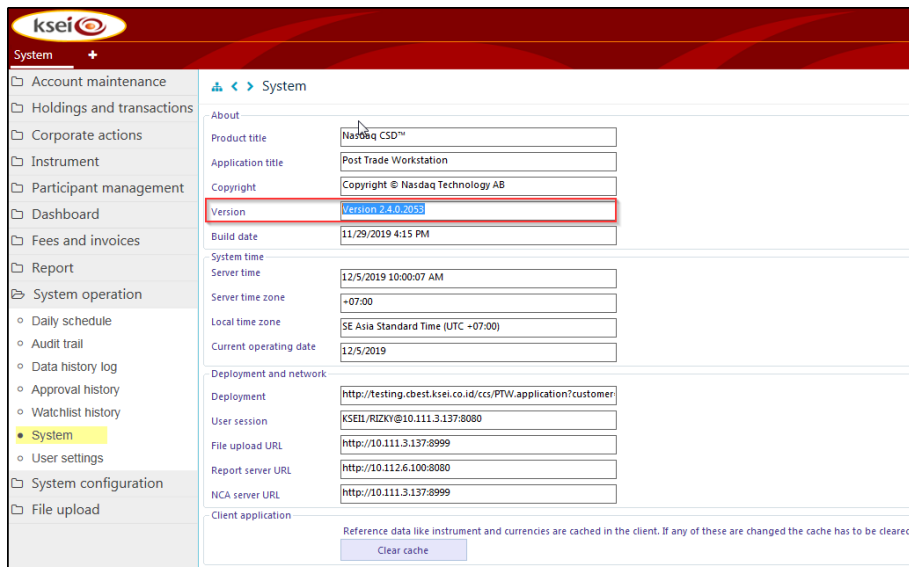 ksei
System +
Account maintenance
Holdings and transactions
Corporate actions
Instrument
Participant management
Dashboard
Fees and invoices
Report
System operation
Daily schedule
Audit trail
Data history log
Approval history
Watchlist history
System
User settings
System configuration
File upload
System
About
Product title Nasdaq CSD™
Application title Post Trade Workstation
Copyright Copyright © Nasdaq Technology AB
Version Version 2.4.0.2053
Build date 11/29/2019 4:15 PM
System time
Server time 12/5/2019 10:00:07 AM
Server time zone +07:00
Local time zone SE Asia Standard Time (UTC +07:00)
Current operating date 12/5/2019
Deployment and network
Deployment http://testing.cbest.ksei.co.id/ccs/PTW.application?customer
User session KSEI1/RIZKY@10.111.3.137:8080
File upload URL http://10.111.3.137:8999
Report server URL http://10.112.6.100:8080
NCA server URL http://10.111.3.137:8999
Client application
Reference data like instrument and currencies are cached in the client. If any of these are changed the cache has to be cleared
Clear cache